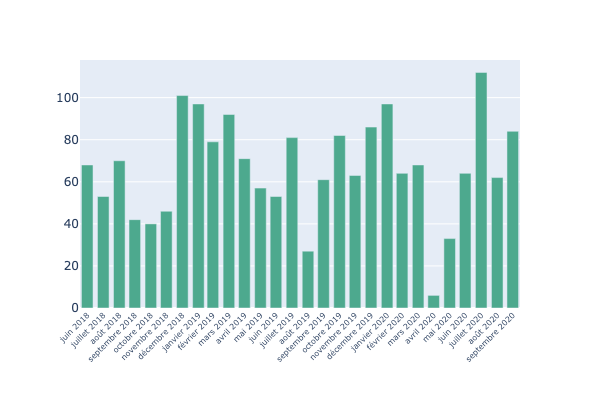 100
80
60
40
20
0
juin 2018
juillet 2018
août 2018
septembre 2018
octobre 2018
novembre 2018
décembre 2018
janvier 2019
février 2019
mars 2019
avril 2019
mai 2019
juin 2019
juillet 2019
août 2019
septembre 2019
octobre 2019
novembre 2019
décembre 2019
janvier 2020
février 2020
mars 2020
avril 2020
mai 2020
juin 2020
juillet 2020
août 2020
septembre 2020